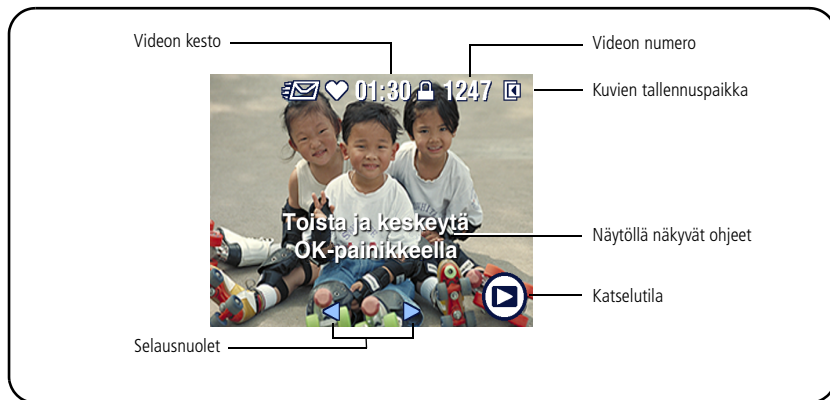 Videon kesto
Videon numero
01:30 1247
Kuvien tallennuspaikka
Toista ja keskeytä
OK-painikkeella
Näytöllä näkyvät ohjeet
Katselutila
Selausnuolet